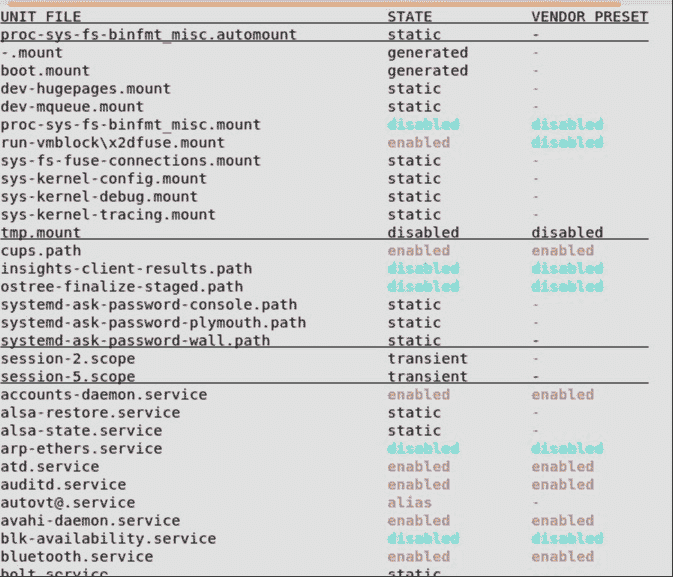 UNIT FILE STATE VENDOR PRESET
proc-sys-fs-binfmt_misc.automount static -
-.mount generated -
boot.mount generated -
dev-hugepages.mount static -
dev-mqueue.mount static -
proc-sys-fs-binfmt_misc.mount disabled disabled
run-vmblock\x2dfuse.mount enabled disabled
sys-fs-fuse-connections.mount static -
sys-kernel-config.mount static -
sys-kernel-debug.mount static -
sys-kernel-tracing.mount static -
tmp.mount disabled disabled
cups.path enabled enabled
insights-client-results.path disabled disabled
ostree-finalize-staged.path disabled disabled
systemd-ask-password-console.path static -
systemd-ask-password-plymouth.path static -
systemd-ask-password-wall.path static -
session-2.scope transient -
session-5.scope transient -
accounts-daemon.service enabled enabled
alsa-restore.service static -
alsa-state.service static -
arp-ethers.service disabled disabled
atd.service enabled enabled
auditd.service enabled enabled
autovt@.service alias -
avahi-daemon.service enabled enabled
blk-availability.service disabled disabled
bluetooth.service enabled enabled
bolt.service static